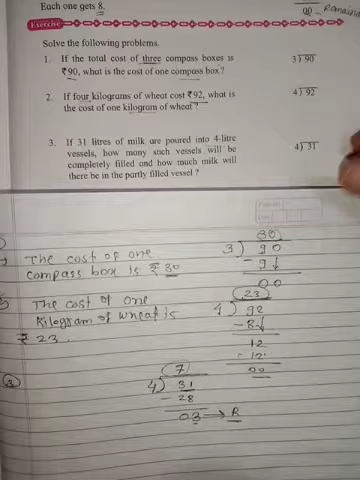 Each one gets 8.
00 - Remaind
Exercise
Solve the following problems.
1. If the total cost of three compass boxes is 3) 90
₹90, what is the cost of one compass box?
2. If four kilograms of wheat cost ₹92, what is 4) 92
the cost of one kilogram of wheat?
3. If 31 litres of milk are poured into 4-litre 4) 31
vessels, how many such vessels will be
completely filled and how much milk will
there be in the partly filled vessel?
Date
The cost of one
compass box is ₹ 30
30
3) 90
- 9↓
00
The cost of one
kilogram of wheat is
₹ 23.
23
4) 92
-8↓
12
- 12
00
3
7
4) 31
- 28
03 → R